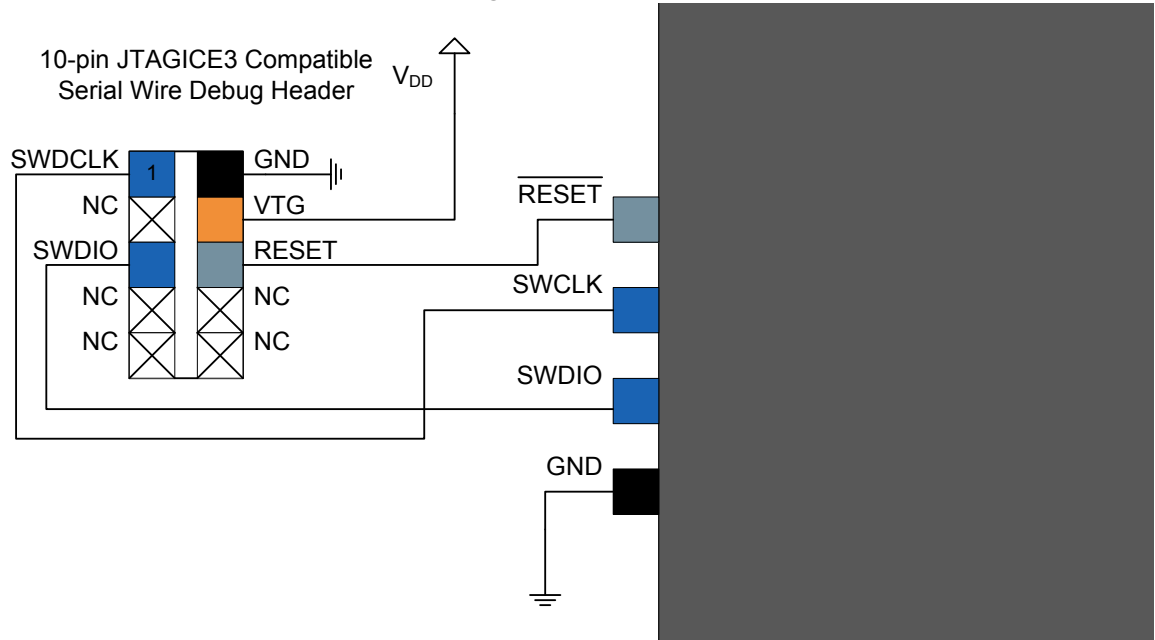 10-pin JTAGICE3 Compatible
Serial Wire Debug Header
VDD
SWDCLK
1
GND
NC
VTG
SWDIO
RESET
NC
NC
NC
NC
RESET
SWCLK
SWDIO
GND